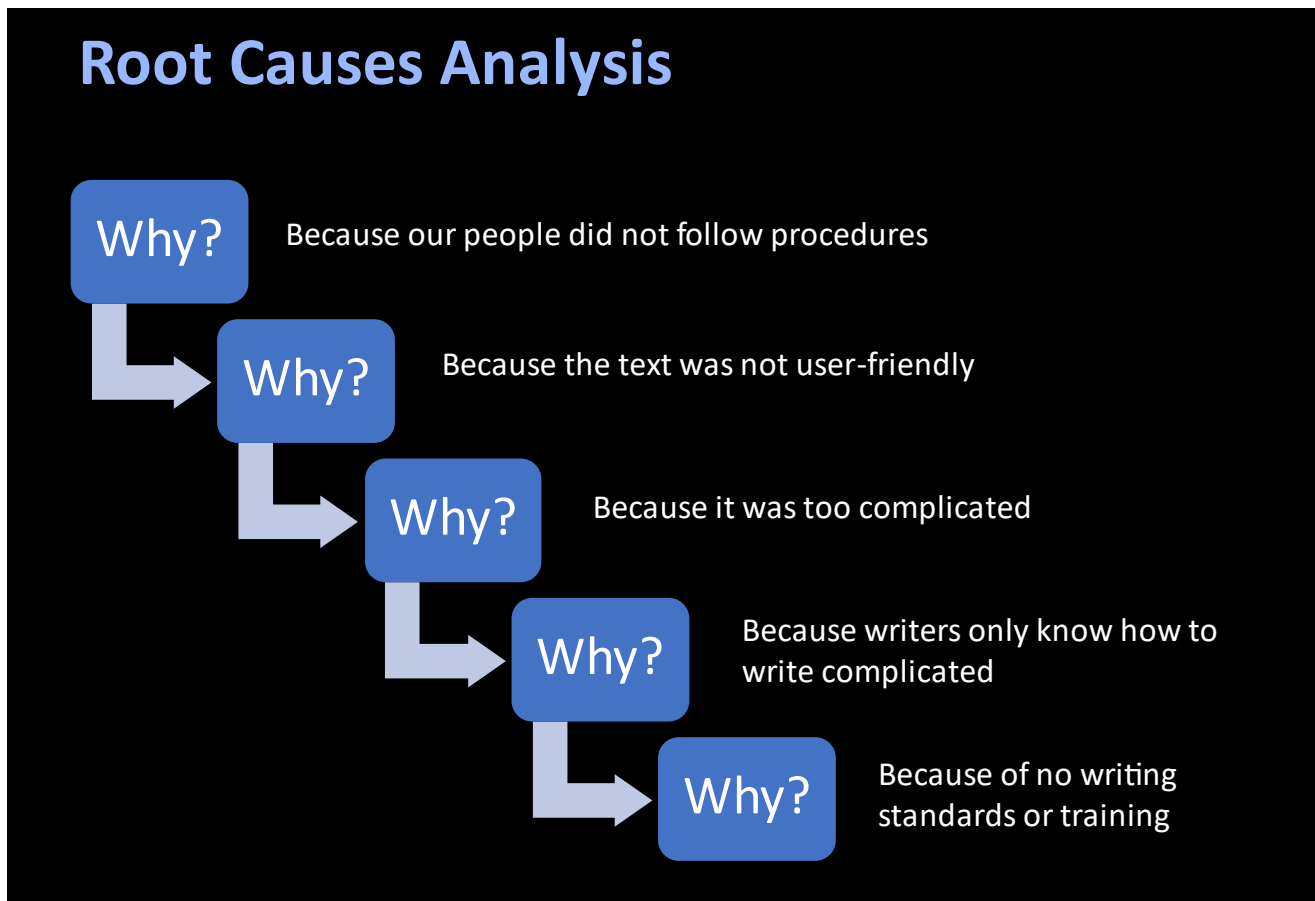 Root Causes Analysis
Why?
Because our people did not follow procedures
Why?
Because the text was not user-friendly
Why?
Because it was too complicated
Why?
Because writers only know how to
write complicated
Why?
Because of no writing
standards or training